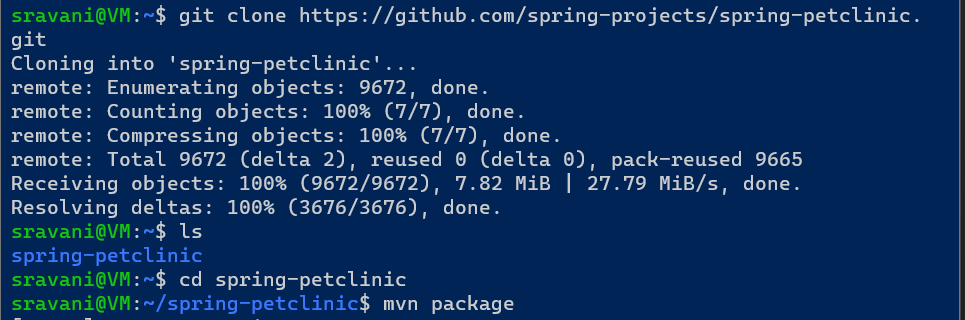 sravani@VM:~$ git clone https://github.com/spring-projects/spring-petclinic.
git
Cloning into 'spring-petclinic'...
remote: Enumerating objects: 9672, done.
remote: Counting objects: 100% (7/7), done.
remote: Compressing objects: 100% (7/7), done.
remote: Total 9672 (delta 2), reused 0 (delta 0), pack-reused 9665
Receiving objects: 100% (9672/9672), 7.82 MiB | 27.79 MiB/s, done.
Resolving deltas: 100% (3676/3676), done.
sravani@VM:~$ ls
spring-petclinic
sravani@VM:~$ cd spring-petclinic
sravani@VM:~/spring-petclinic$ mvn package